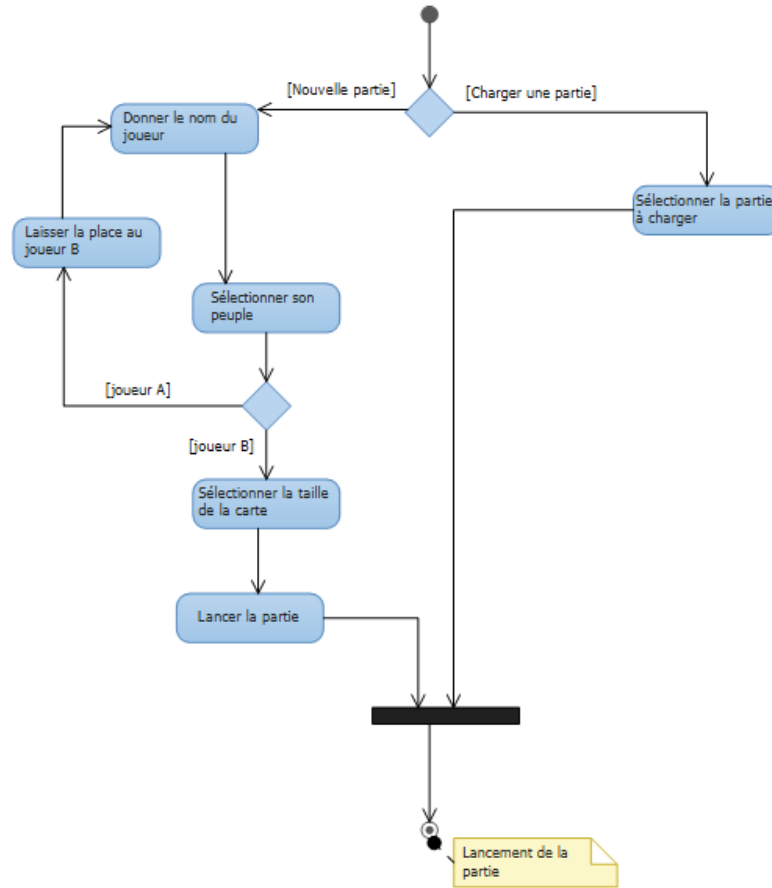 [Nouvelle partie]
[Charger une partie]
Donner le nom du
joueur
Sélectionner la partie
à charger
Laisser la place au
joueur B
Sélectionner son
peuple
[joueur A]
[joueur B]
Sélectionner la taille
de la carte
Lancer la partie
Lancement de la
partie